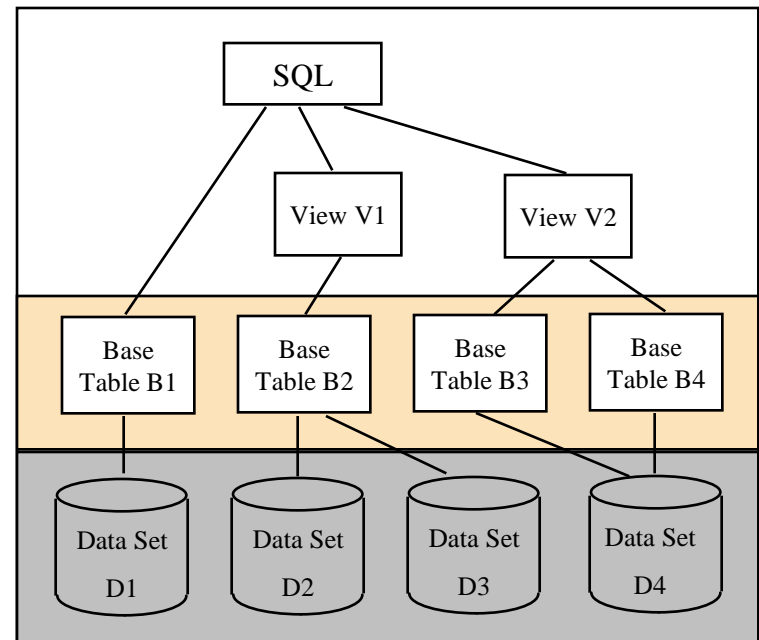 SQL
View V1
View V2
Base
Table B1
Base
Table B2
Base
Table B3
Base
Table B4
Data Set
D1
Data Set
D2
Data Set
D3
Data Set
D4